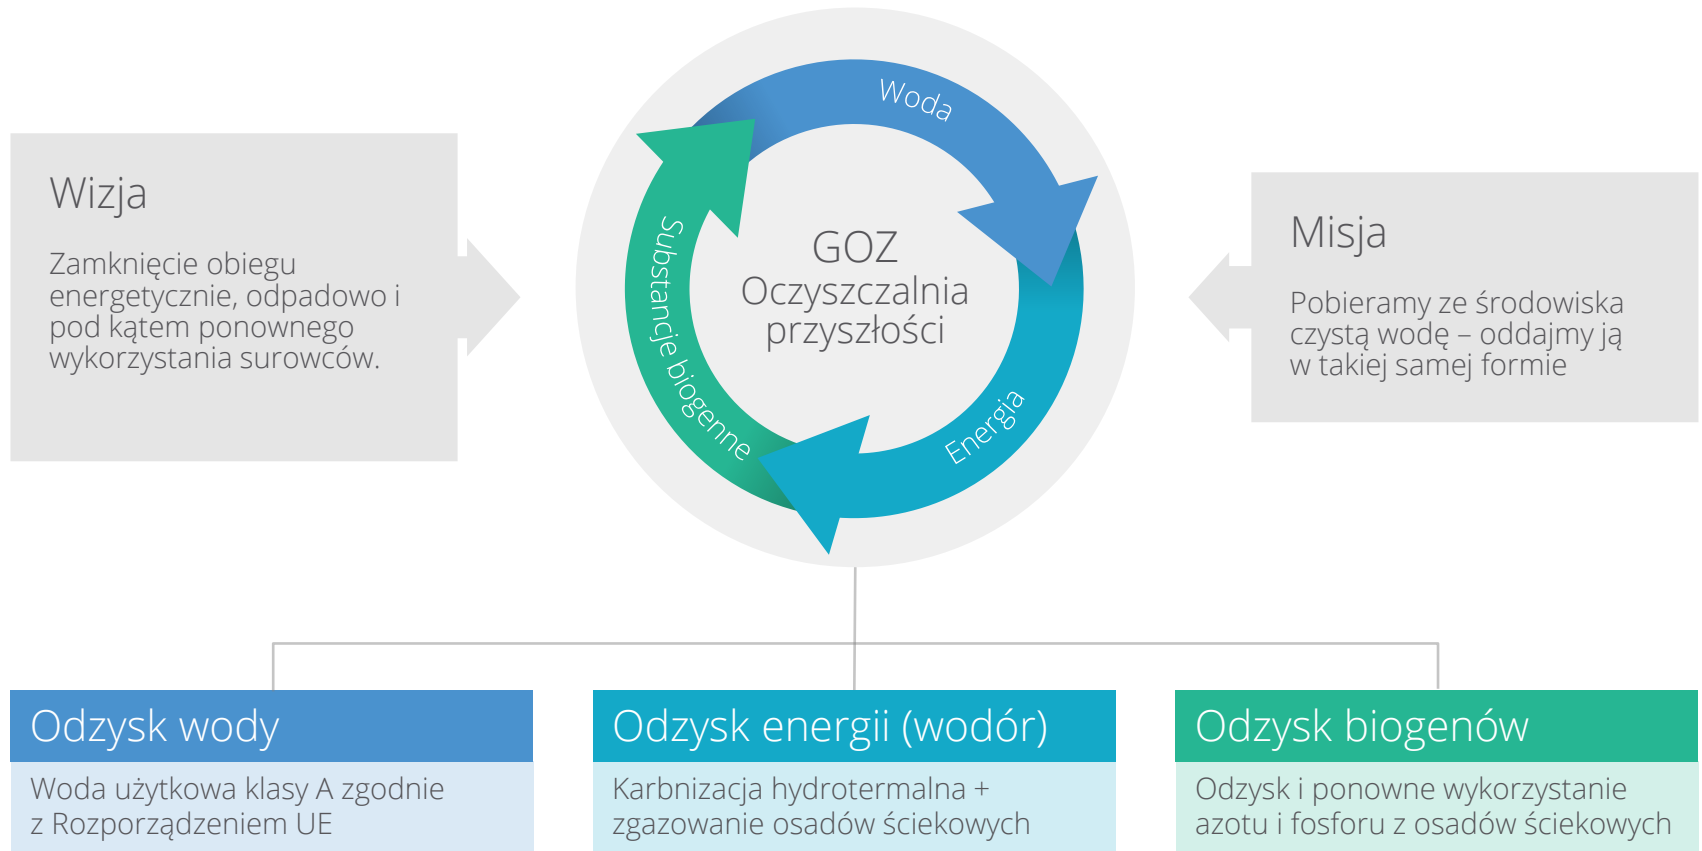 Woda
Wizja
Zamknięcie obiegu
energetycznie, odpadowo i
pod kątem ponownego
wykorzystania surowców.
Substancje biogenne
GOZ
Oczyszczalnia
przyszłości
Energia
Misja
Pobieramy ze środowiska
czystą wodę – oddajmy ją
w takiej samej formie
Odzysk wody
Woda użytkowa klasy A zgodnie
z Rozporządzeniem UE
Odzysk energii (wodór)
Karbnizacja hydrotermalna +
zgazowanie osadów ściekowych
Odzysk biogenów
Odzysk i ponowne wykorzystanie
azotu i fosforu z osadów ściekowych